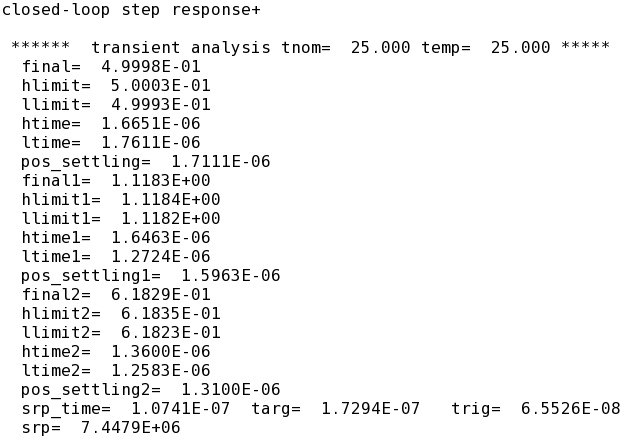 closed-loop step response+
****** transient analysis tnom= 25.000 temp= 25.000 *****
final= 4.9998E-01
hlimit= 5.0003E-01
llimit= 4.9993E-01
htime= 1.6651E-06
ltime= 1.7611E-06
pos_settling= 1.7111E-06
final1= 1.1183E+00
hlimit1= 1.1184E+00
llimit1= 1.1182E+00
htime1= 1.6463E-06
ltime1= 1.2724E-06
pos_settling1= 1.5963E-06
final2= 6.1829E-01
hlimit2= 6.1835E-01
llimit2= 6.1823E-01
htime2= 1.3600E-06
ltime2= 1.2583E-06
pos_settling2= 1.3100E-06
srp_time= 1.0741E-07 targ= 1.7294E-07 trig= 6.5526E-08
srp= 7.4479E+06